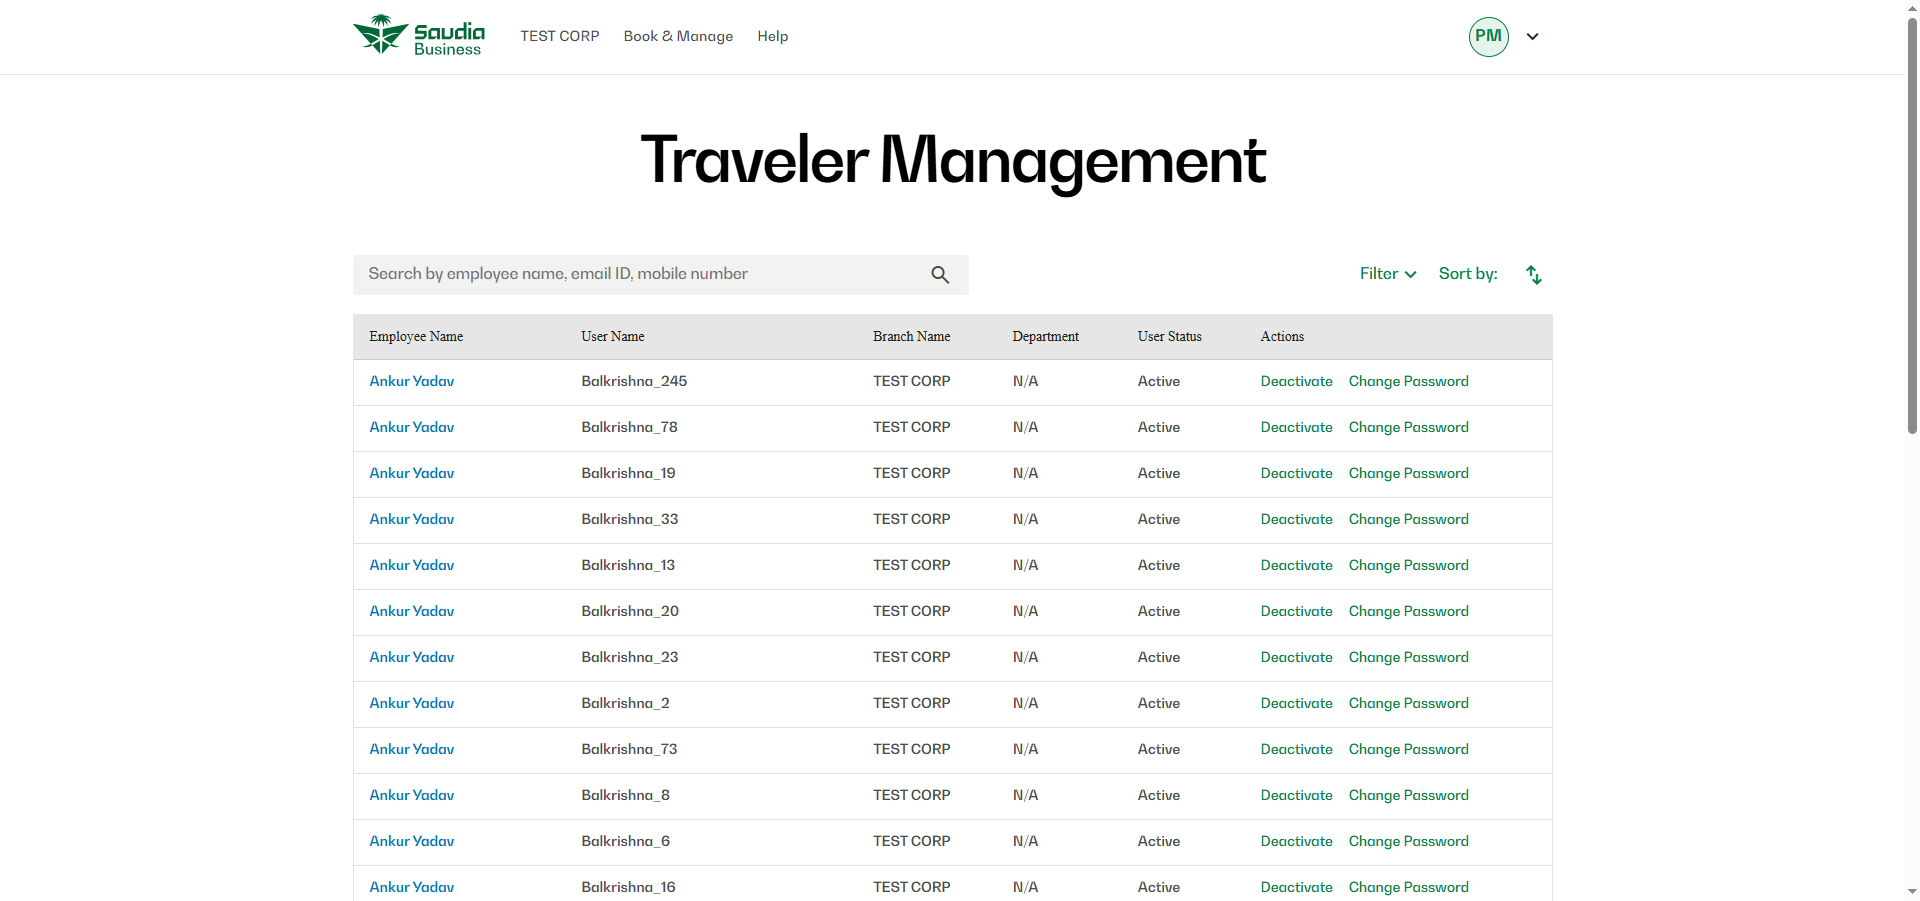 Saudia
Business
TEST CORP Book & Manage Help PM
Traveler Management
Search by employee name, email ID, mobile number Filter Sort by:
Employee Name User Name Branch Name Department User Status Actions
Ankur Yadav Balkrishna_245 TEST CORP N/A Active Deactivate Change Password
Ankur Yadav Balkrishna_78 TEST CORP N/A Active Deactivate Change Password
Ankur Yadav Balkrishna_19 TEST CORP N/A Active Deactivate Change Password
Ankur Yadav Balkrishna_33 TEST CORP N/A Active Deactivate Change Password
Ankur Yadav Balkrishna_13 TEST CORP N/A Active Deactivate Change Password
Ankur Yadav Balkrishna_20 TEST CORP N/A Active Deactivate Change Password
Ankur Yadav Balkrishna_23 TEST CORP N/A Active Deactivate Change Password
Ankur Yadav Balkrishna_2 TEST CORP N/A Active Deactivate Change Password
Ankur Yadav Balkrishna_73 TEST CORP N/A Active Deactivate Change Password
Ankur Yadav Balkrishna_8 TEST CORP N/A Active Deactivate Change Password
Ankur Yadav Balkrishna_6 TEST CORP N/A Active Deactivate Change Password
Ankur Yadav Balkrishna_16 TEST CORP N/A Active Deactivate Change Password